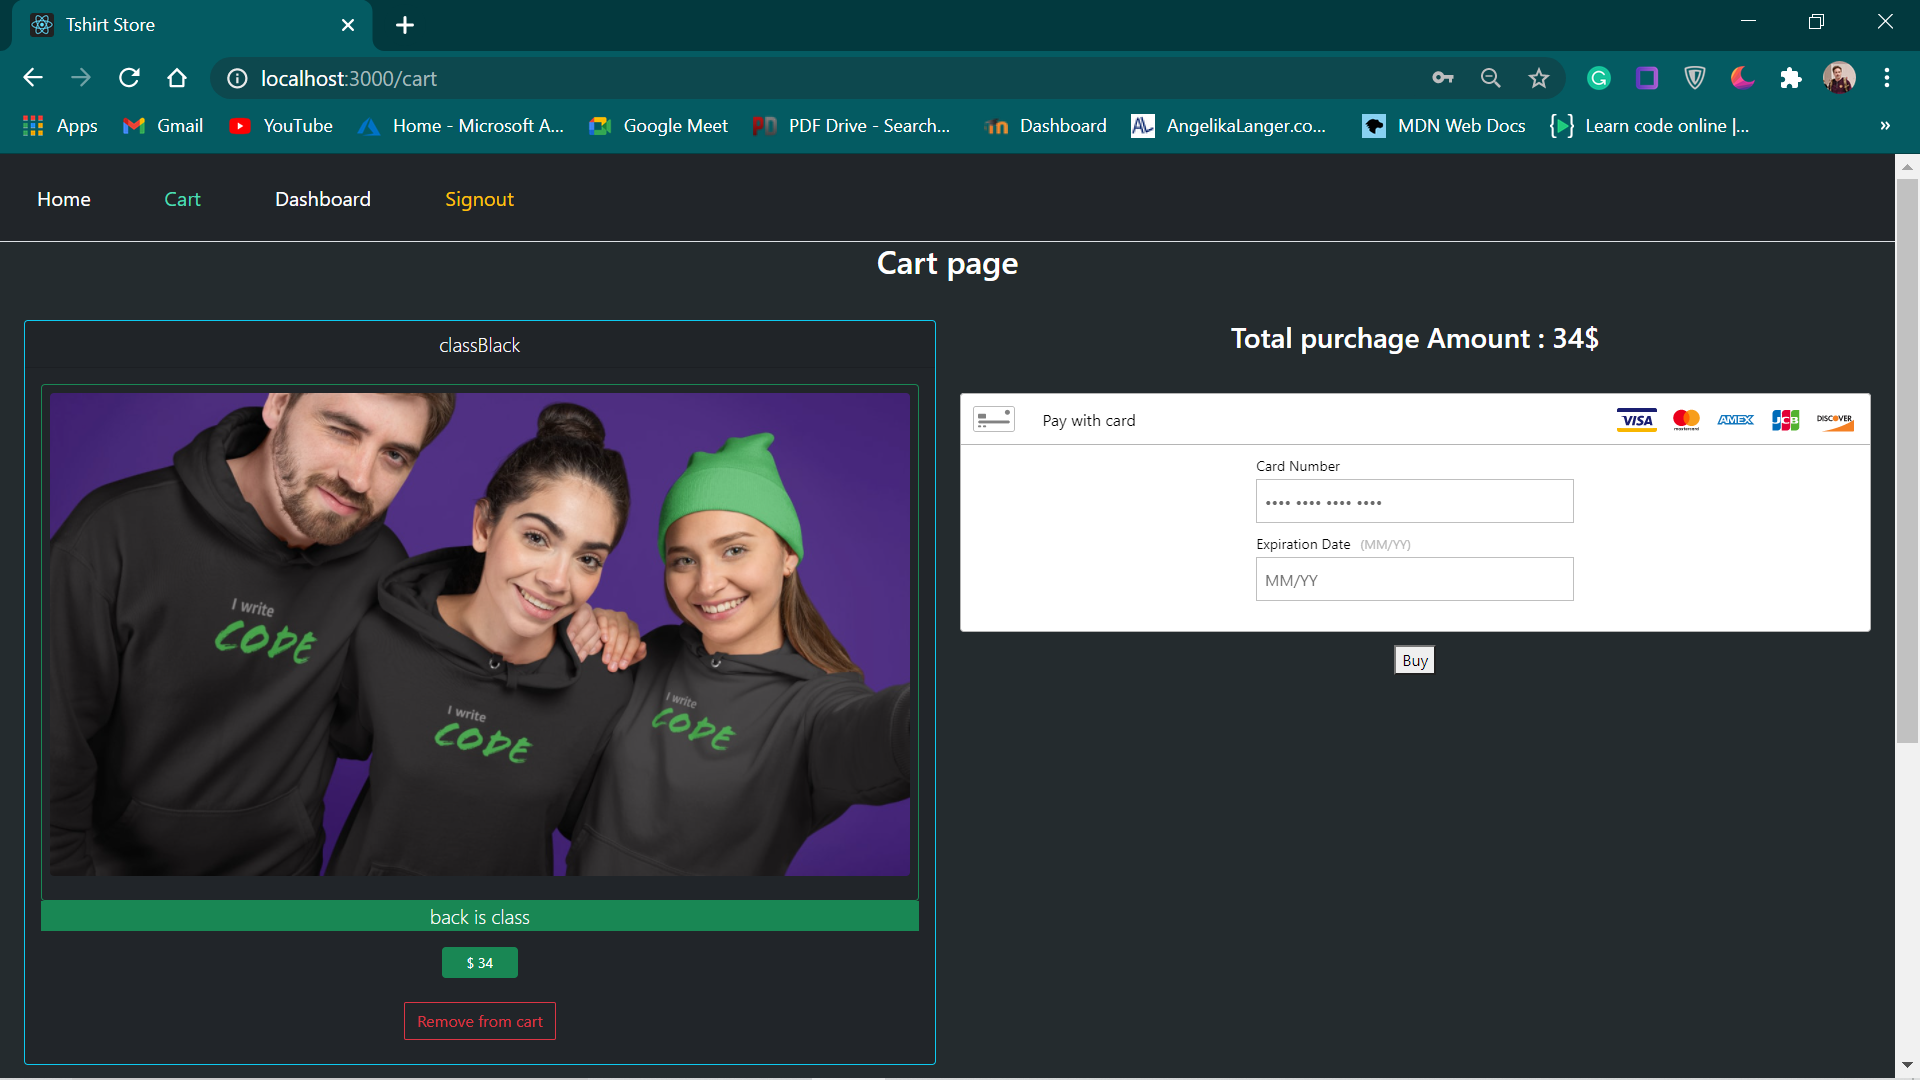 Tshirt Store
localhost:3000/cart
Apps Gmail YouTube Home - Microsoft A... Google Meet PDF Drive - Search... Dashboard AngelikaLanger.co... MDN Web Docs Learn code online |... »
Home Cart Dashboard Signout
Cart page
classBlack
I write
CODE
I write
CODE
I write
CODE
back is class
$ 34
Remove from cart
Total purchage Amount : 34$
Pay with card VISA mastercard AMEX JCB DISCOVER
Card Number
•••• •••• •••• ••••
Expiration Date (MM/YY)
MM/YY
Buy